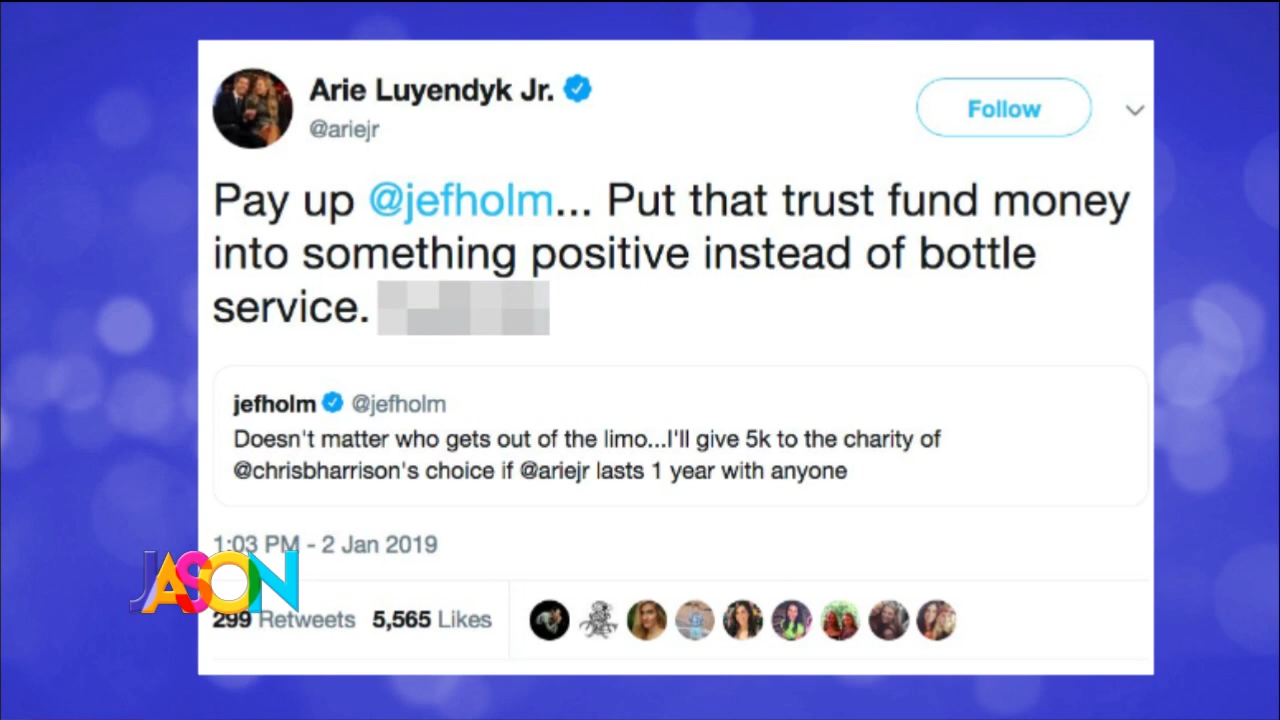 Arie Luyendyk Jr.
@ariejr
Follow
Pay up @jefholm... Put that trust fund money
into something positive instead of bottle
service.
jefholm @jefholm
Doesn't matter who gets out of the limo...I'll give 5k to the charity of
@chrisbharrison's choice if @ariejr lasts 1 year with anyone
1:03 PM - 2 Jan 2019
JASON
299 Retweets 5,565 Likes